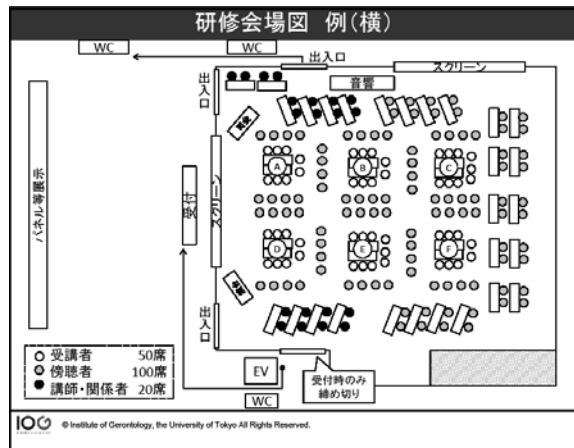 研修会場図 例(横)
WC
WC
出入口
スクリーン
出入口
音響
パネル等展示
受付
スクリーン
A
B
C
D
E
F
出入口
○ 受講者 50席
傍聴者 100席
● 講師・関係者 20席
EV
WC
受付時のみ
締め切り
IOG © Institute of Gerontology, the University of Tokyo All Rights Reserved.